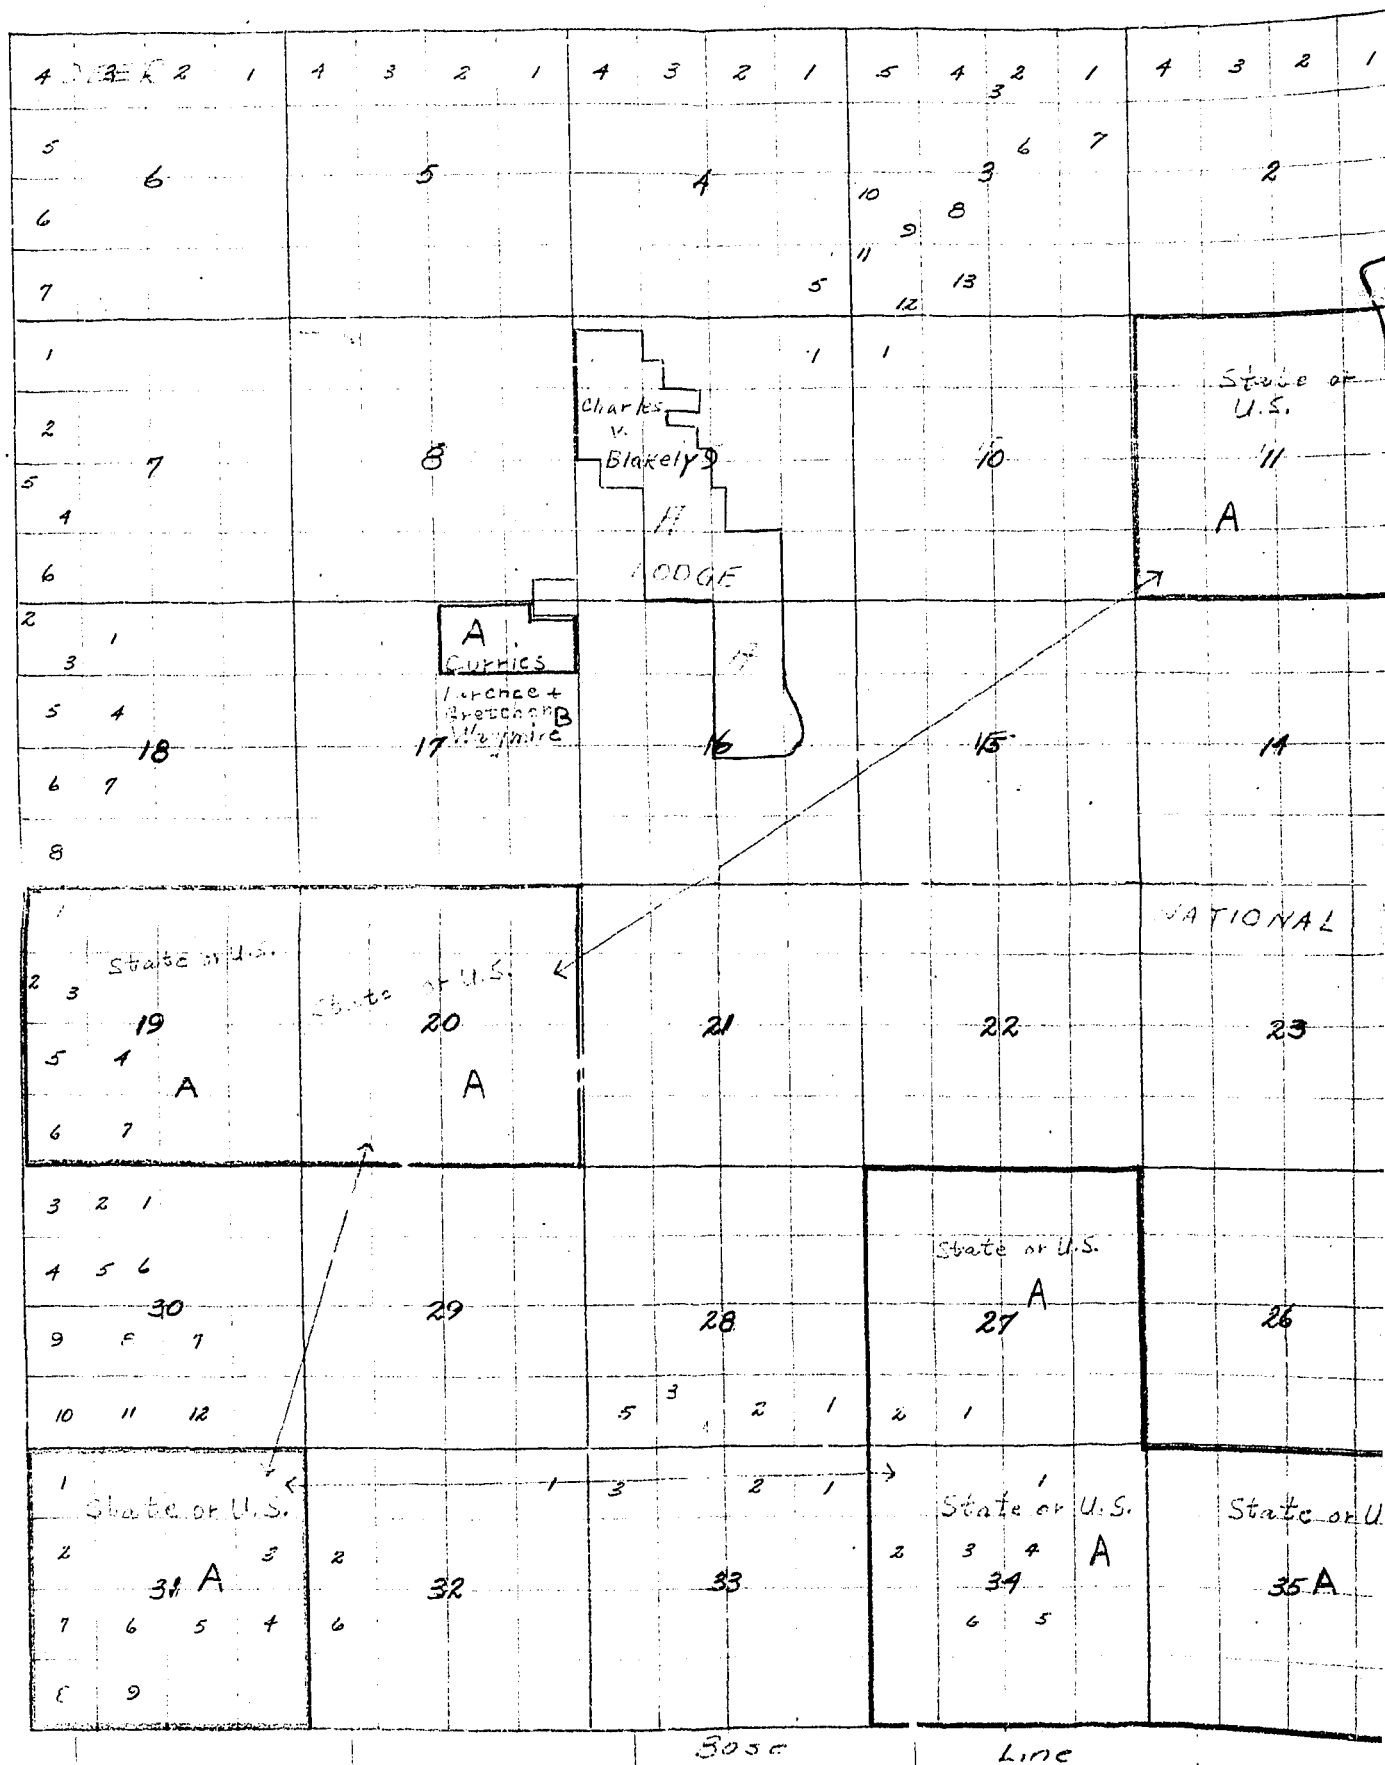 4 3 2 1 4 3 2 1 4 3 2 1 5 4 3 2 1 4 3 2 1
DEER
5 6 7
6 5 4 3 2
10
6 8
9
11
7 5 12 13
1 1 1
State or
U.S.
Charles
V.
2 Blakely 9
7 8 10 11
5
4 A
6 LODGE
2
1 A
3 Curries
+
5 4 B
Waymire
18 17 16 15 14
6 7
8
1 NATIONAL
State or U.S.
State or U.S.
2 3
19 20 21 22 23
5 4
A A
6 7
3 2 1
State or U.S.
4 5 6 A
30 29 28 27 26
9 7
10 11 12 5 3 2 1 2 1
1 1 3 2 1 1
State or U.S. State or U.S. State or U
2 3 2 2 3 4 A
31 A 32 33 34 35 A
7 6 5 4 6 6 5
9
Base Line